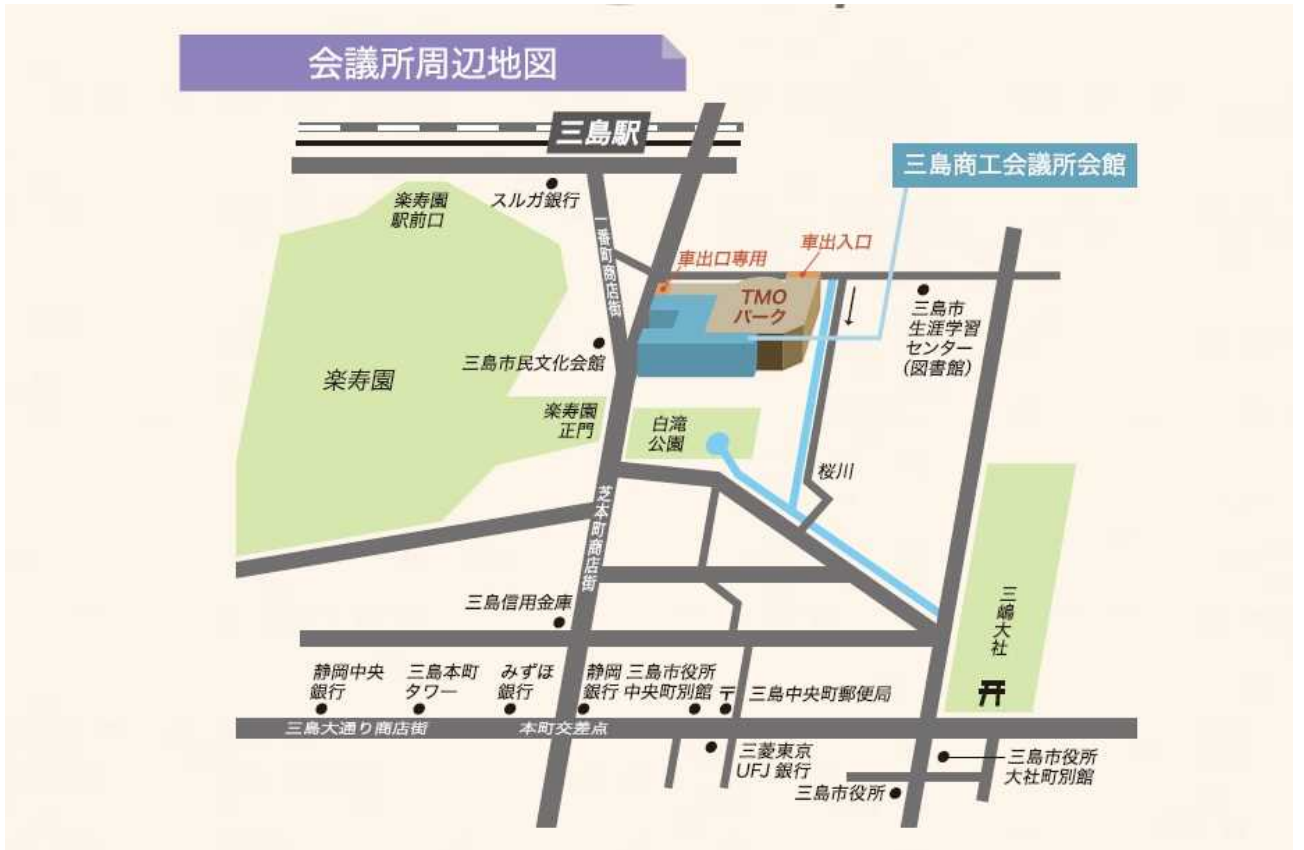 会議所周辺地図
三島駅
三島商工会議所会館
楽寿園
駅前口
スルガ銀行
一番町商店街
車出口専用
車出入口
TMO
パーク
三島市
生涯学習
センター
（図書館）
三島市民文化会館
楽寿園
楽寿園
正門
白滝
公園
桜川
芝本町商店街
三島信用金庫
三嶋大社
静岡中央
銀行
三島本町
タワー
みずほ
銀行
静岡
銀行
三島市役所
中央町別館
〒
三島中央町郵便局
三島大通り商店街
本町交差点
三菱東京
UFJ 銀行
三島市役所
大社町別館
三島市役所